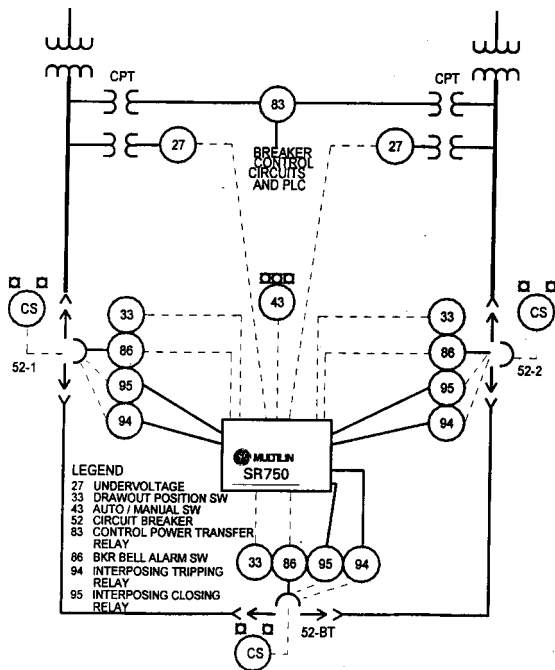 CPT
CPT
83
27
27
BREAKER
CONTROL
CIRCUITS
AND PLC
43
CS
CS
33
33
86
86
52-1
52-2
95
95
94
94
MULTILIN
SR750
LEGEND
27 UNDERVOLTAGE
33 DRAWOUT POSITION SW
43 AUTO / MANUAL SW
52 CIRCUIT BREAKER
83 CONTROL POWER TRANSFER
RELAY
86 BKR BELL ALARM SW
94 INTERPOSING TRIPPING
RELAY
95 INTERPOSING CLOSING
RELAY
33
86
95
94
52-BT
CS